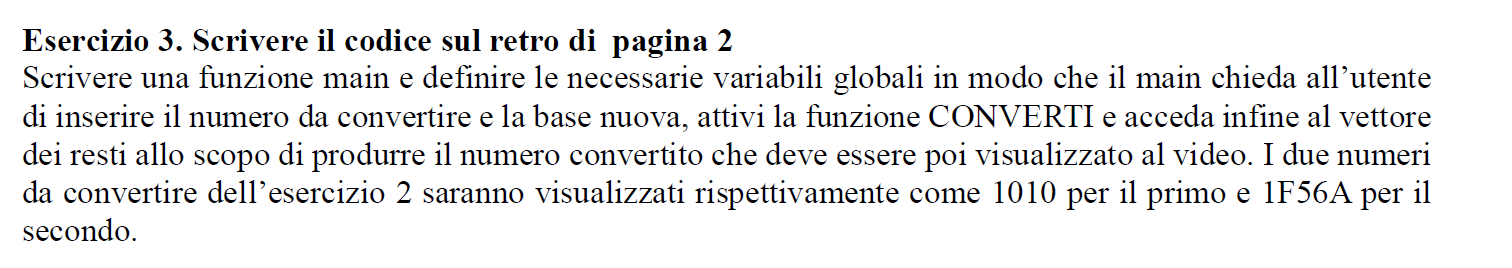 Esercizio 3. Scrivere il codice sul retro di pagina 2
Scrivere una funzione main e definire le necessarie variabili globali in modo che il main chieda all’utente
di inserire il numero da convertire e la base nuova, attivi la funzione CONVERTI e acceda infine al vettore
dei resti allo scopo di produrre il numero convertito che deve essere poi visualizzato al video. I due numeri
da convertire dell’esercizio 2 saranno visualizzati rispettivamente come 1010 per il primo e 1F56A per il
secondo.